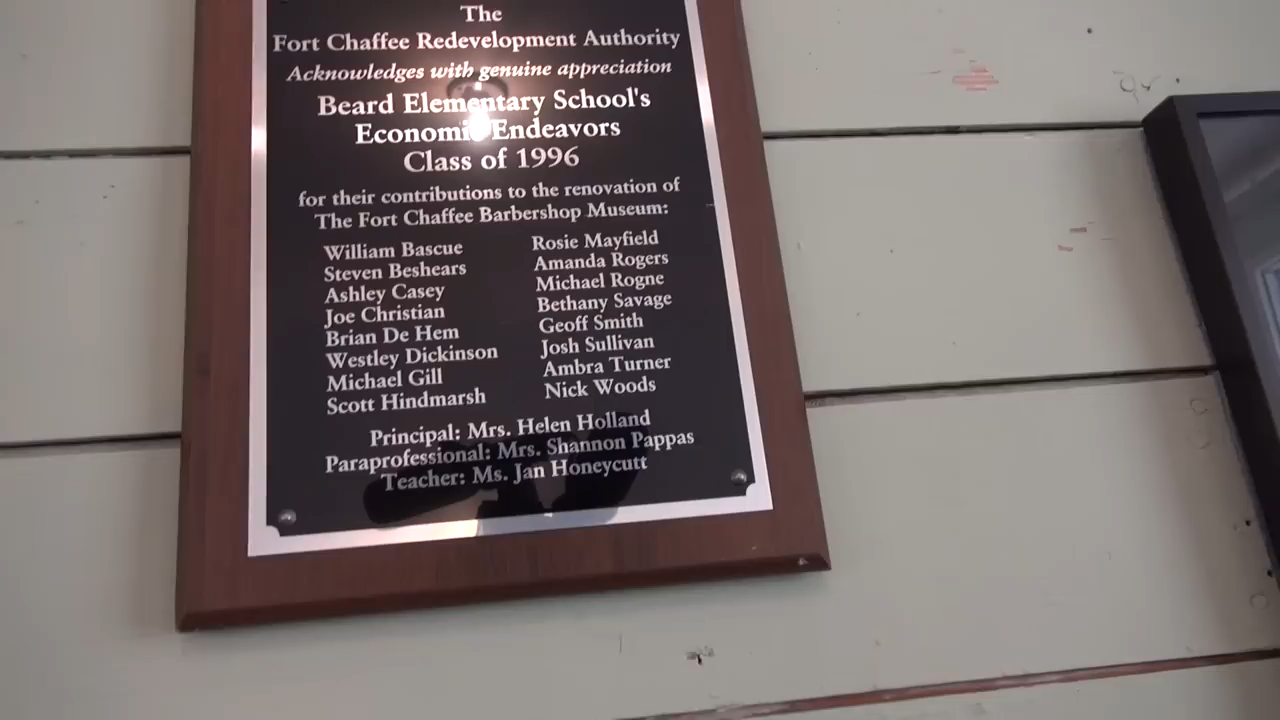 The
Fort Chaffee Redevelopment Authority
Acknowledges with genuine appreciation
Beard Elementary School's
Economic Endeavors
Class of 1996
for their contributions to the renovation of
The Fort Chaffee Barbershop Museum:
William Bascue
Steven Beshears
Ashley Casey
Joe Christian
Brian De Hem
Westley Dickinson
Michael Gill
Scott Hindmarsh
Rosie Mayfield
Amanda Rogers
Michael Rogne
Bethany Savage
Geoff Smith
Josh Sullivan
Ambra Turner
Nick Woods
Principal: Mrs. Helen Holland
Paraprofessional: Mrs. Shannon Pappas
Teacher: Ms. Jan Honeycutt